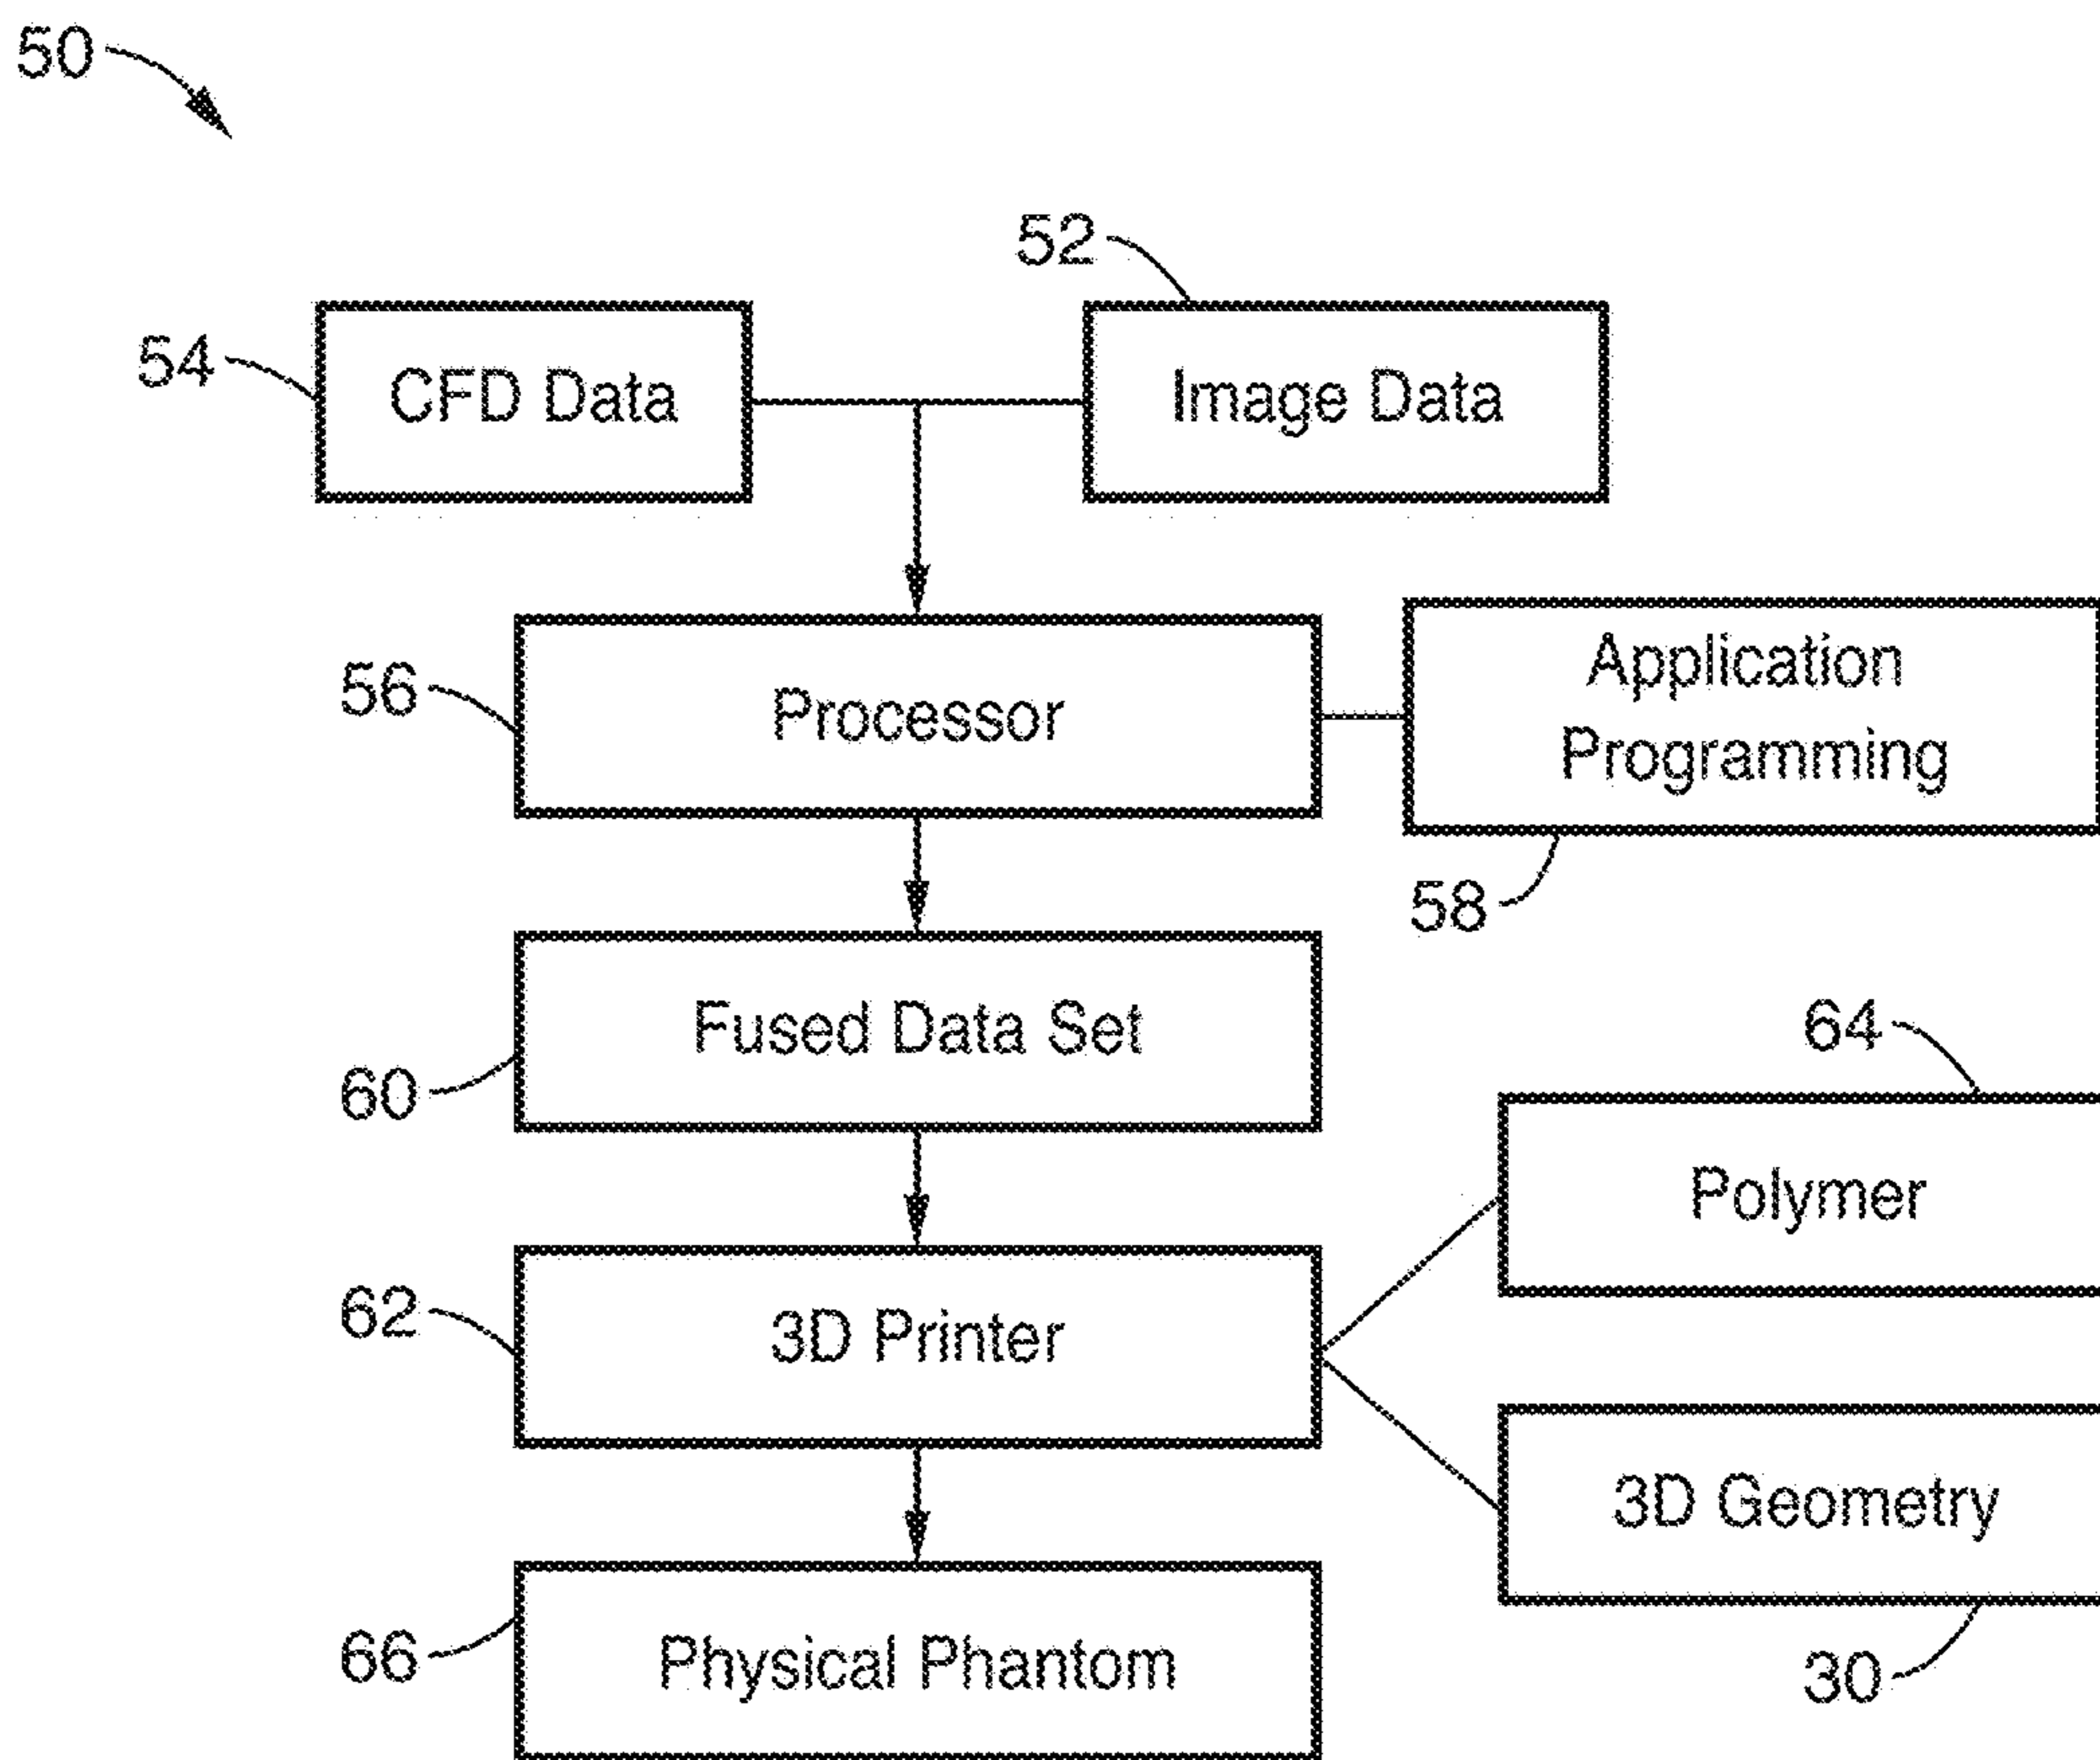 50
52
54
CFD Data
Image Data
56
Processor
Application
Programming
58
Fused Data Set
60
64
Polymer
62
3D Printer
3D Geometry
66
Physical Phantom
30